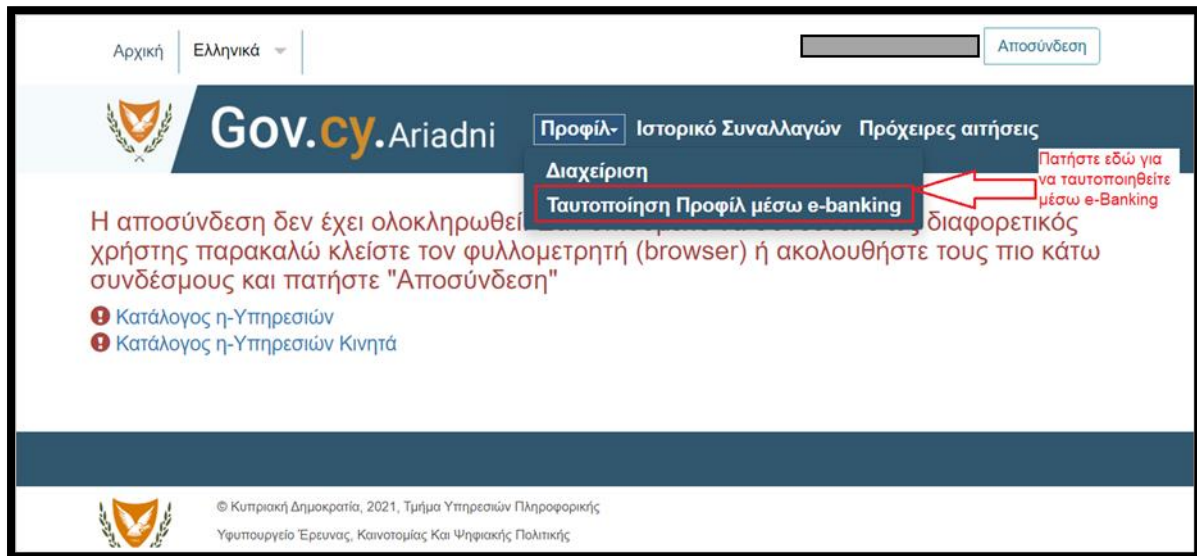 Αρχική
Ελληνικά
Αποσύνδεση
Gov.cy.Ariadni
Προφίλ Ιστορικό Συναλλαγών Πρόχειρες αιτήσεις
Διαχείριση
Ταυτοποίηση Προφίλ μέσω e-banking
Πατήστε εδώ για
να ταυτοποιηθείτε
μέσω e-Banking
Η αποσύνδεση δεν έχει ολοκληρωθεί διαφορετικός
χρήστης παρακαλώ κλείστε τον φυλλομετρητή (browser) ή ακολουθήστε τους πιο κάτω
συνδέσμους και πατήστε "Αποσύνδεση"
Κατάλογος η-Υπηρεσιών
Κατάλογος η-Υπηρεσιών Κινητά
© Κυπριακή Δημοκρατία, 2021, Τμήμα Υπηρεσιών Πληροφορικής
Υφυπουργείο Έρευνας, Καινοτομίας Και Ψηφιακής Πολιτικής